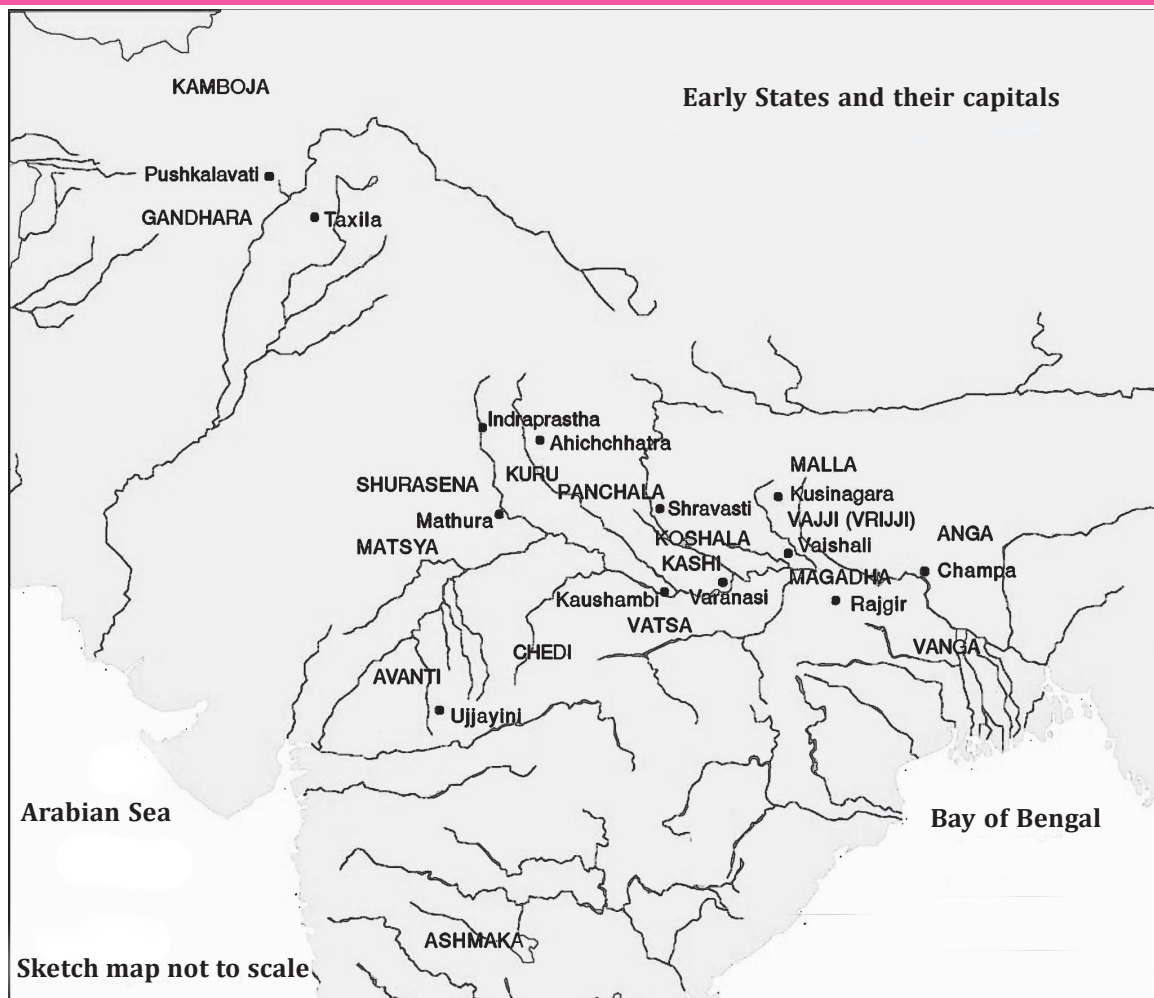 KAMBOJA
Early States and their capitals
Pushkalavati
GANDHARA
Taxila
Indraprastha
Ahichchhatra
MALLA
SHURASENA
KURU
PANCHALA
Kusinagara
Mathura
Shravasti
VAJJI (VRIJJI)
ANGA
MATSYA
KOSHALA
Vaishali
KASHI
MAGADHA
Champa
Kaushambi
Varanasi
Rajgir
VATSA
CHEDI
VANGA
AVANTI
Ujjayini
Arabian Sea
Bay of Bengal
ASHMAKA
Sketch map not to scale